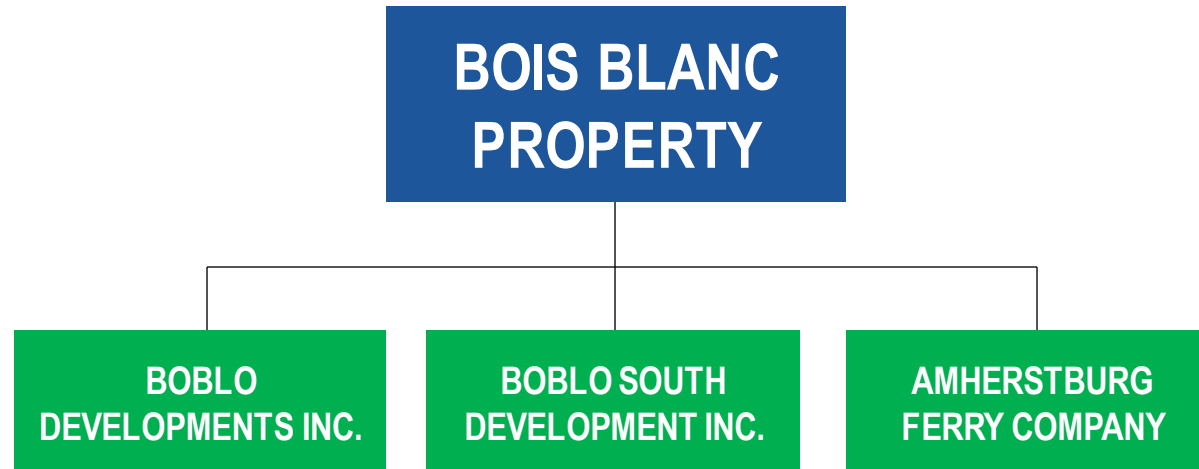 BOIS BLANC
PROPERTY
BOBLO
DEVELOPMENTS INC.
BOBLO SOUTH
DEVELOPMENT INC.
AMHERSTBURG
FERRY COMPANY